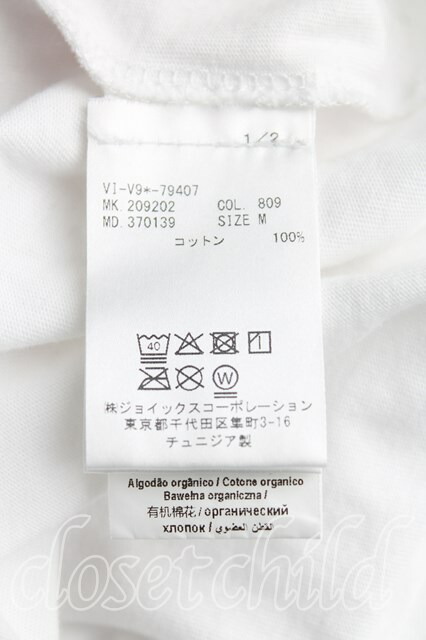 1/2
VI-V9*-79407
MK. 209202 COL. 809
MD. 370139 SIZE M
コットン 100%
40
W
㈱ジョイックスコーポレーション
東京都千代田区隼町3-16
チュニジア製
Algodão orgânico / Cotone organico
Bawełna organiczna /
有机棉花 / органический
хлопок / القطن العضوي
closet child